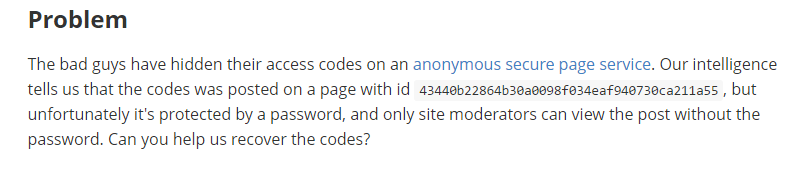 Problem
The bad guys have hidden their access codes on an anonymous secure page service. Our intelligence
tells us that the codes was posted on a page with id 43440b22864b30a0098f034eaf940730ca211a55 , but
unfortunately it's protected by a password, and only site moderators can view the post without the
password. Can you help us recover the codes?